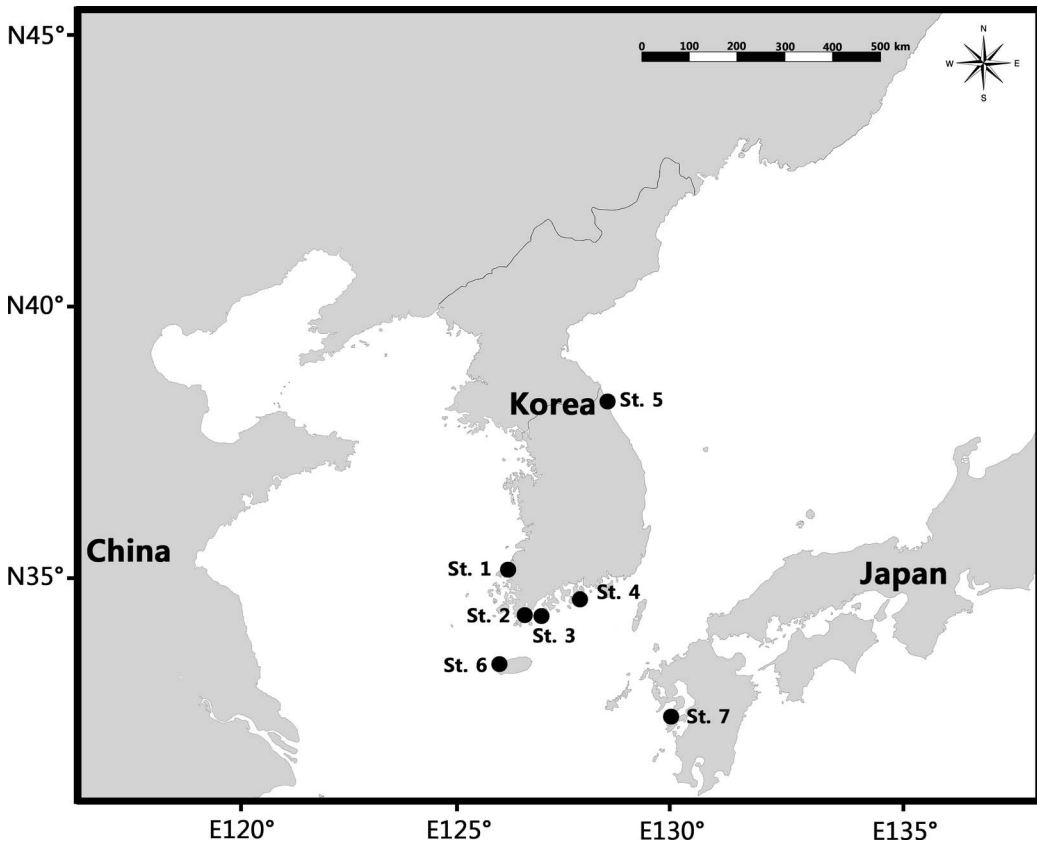 N45°
0 100 200 300 400 500 km
N
W E
S
N40°
Korea
St. 5
China
St. 1
N35°
Japan
St. 4
St. 2
St. 3
St. 6
St. 7
E120° E125° E130° E135°